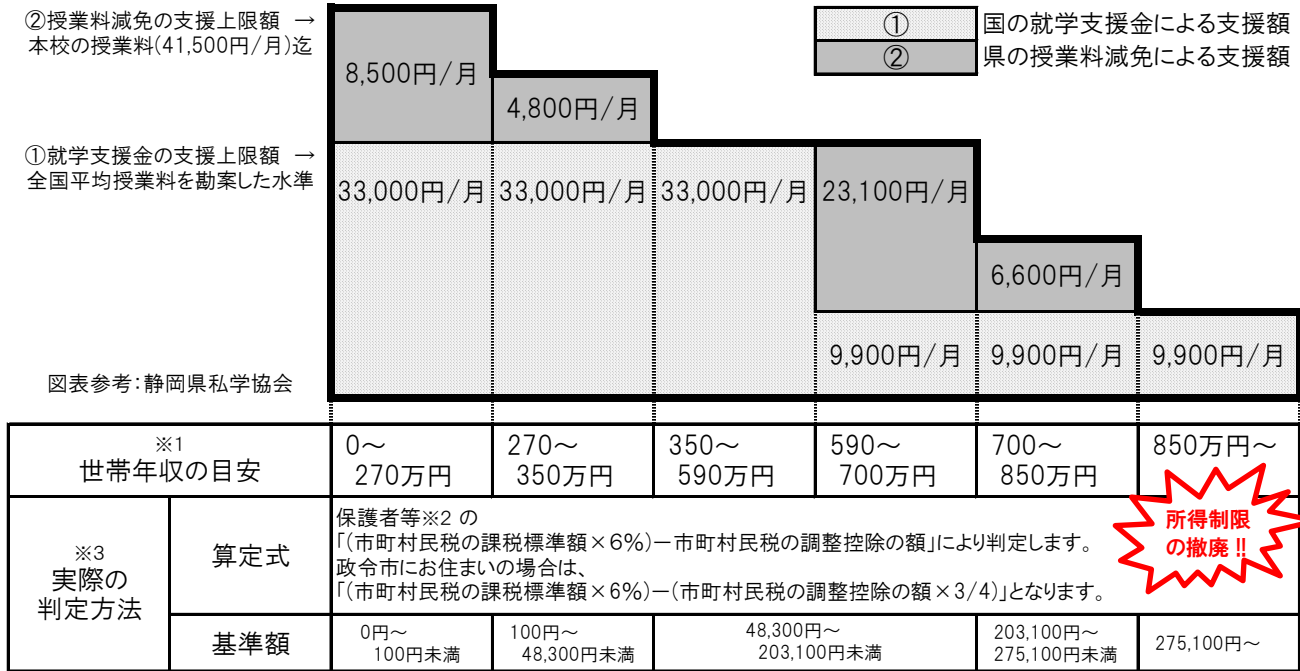 ②授業料減免の支援上限額 →
本校の授業料(41,500円/月)迄
① 国の就学支援金による支援額
② 県の授業料減免による支援額
8,500円/月
4,800円/月
①就学支援金の支援上限額 →
全国平均授業料を勘案した水準
33,000円/月 33,000円/月 33,000円/月 23,100円/月
6,600円/月
9,900円/月 9,900円/月 9,900円/月
図表参考:静岡県私学協会
※1
世帯年収の目安
0~
270万円
270~
350万円
350~
590万円
590~
700万円
700~
850万円
850万円~
所得制限
の撤廃!!
※3
実際の
判定方法
算定式
保護者等※2 の
「(市町村民税の課税標準額×6%)-市町村民税の調整控除の額」により判定します。
政令市にお住まいの場合は、
「(市町村民税の課税標準額×6%)-(市町村民税の調整控除の額×3/4)」となります。
基準額
0円~
100円未満
100円~
48,300円未満
48,300円~
203,100円未満
203,100円~
275,100円未満
275,100円~